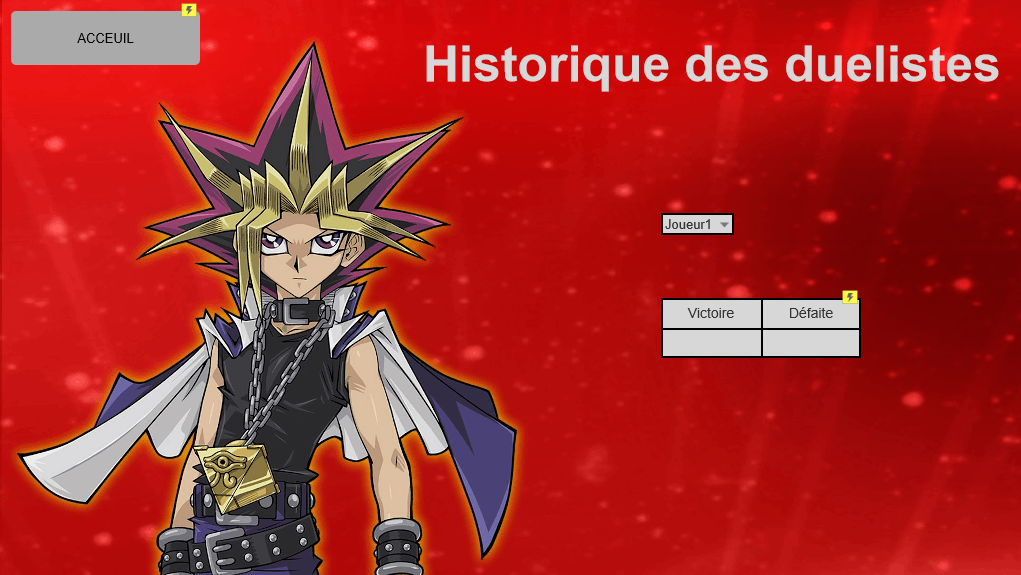 ACCEUIL
Historique des duelistes
Joueur1
Victoire Défaite